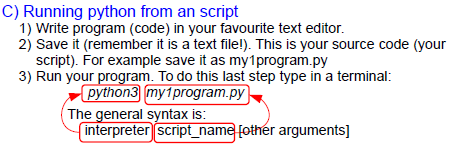 C) Running python from an script
1) Write program (code) in your favourite text editor.
2) Save it (remember it is a text file!). This is your source code (your
script). For example save it as my1program.py
3) Run your program. To do this last step type in a terminal:
python3 my1program.py
The general syntax is:
interpreter script_name [other arguments]